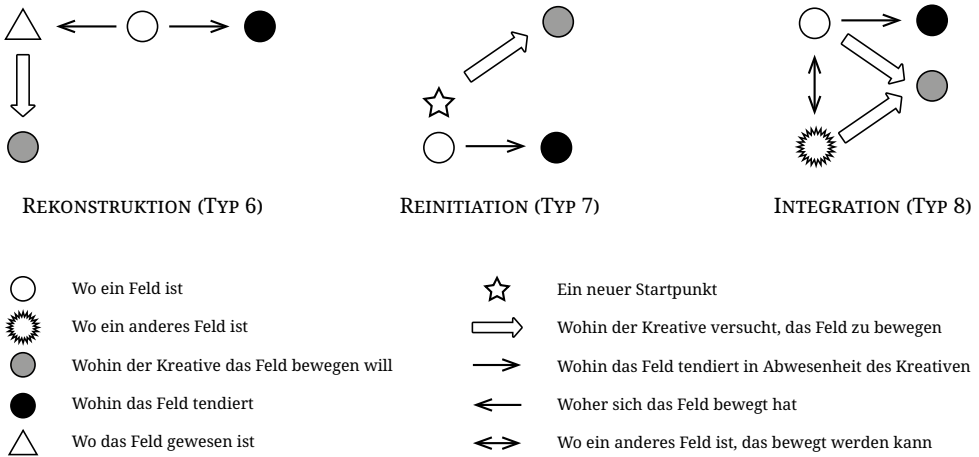 REKONSTRUKTION (TYP 6)
REINITIATION (TYP 7)
INTEGRATION (TYP 8)
Wo ein Feld ist
Wo ein anderes Feld ist
Wohin der Kreative das Feld bewegen will
Wohin das Feld tendiert
Wo das Feld gewesen ist
Ein neuer Startpunkt
Wohin der Kreative versucht, das Feld zu bewegen
Wohin das Feld tendiert in Abwesenheit des Kreativen
Woher sich das Feld bewegt hat
Wo ein anderes Feld ist, das bewegt werden kann